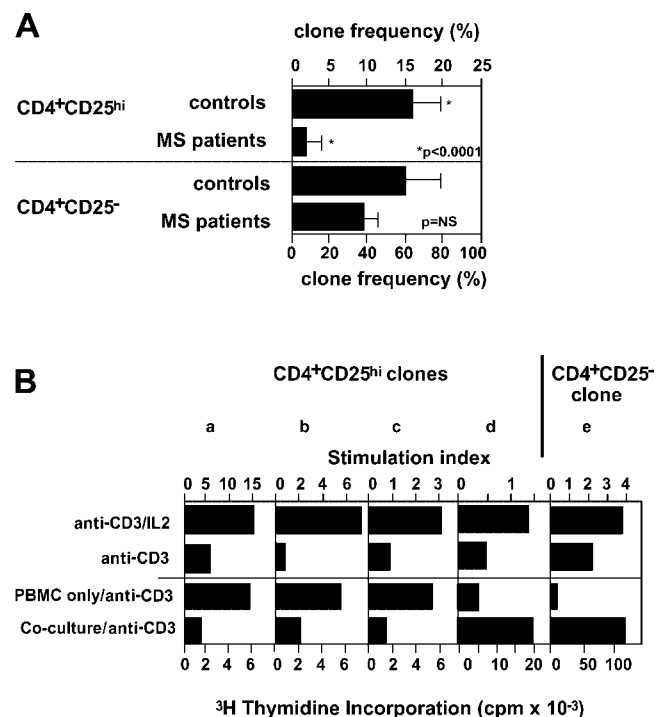 A
clone frequency (%)
0 5 10 15 20 25
CD4+CD25hi
controls *
MS patients *
*p<0.0001
CD4+CD25-
controls
MS patients
p=NS
0 20 40 60 80 100
clone frequency (%)
B
CD4+CD25hi clones
CD4+CD25- clone
a b c d e
Stimulation index
0 5 10 15 0 2 4 6 0 1 2 3 0 1 0 1 2 3 4
anti-CD3/IL2
anti-CD3
PBMC only/anti-CD3
Co-culture/anti-CD3
0 2 4 6 0 2 4 6 0 2 4 6 0 10 15 20 0 50 100
3H Thymidine Incorporation (cpm x 10-3)